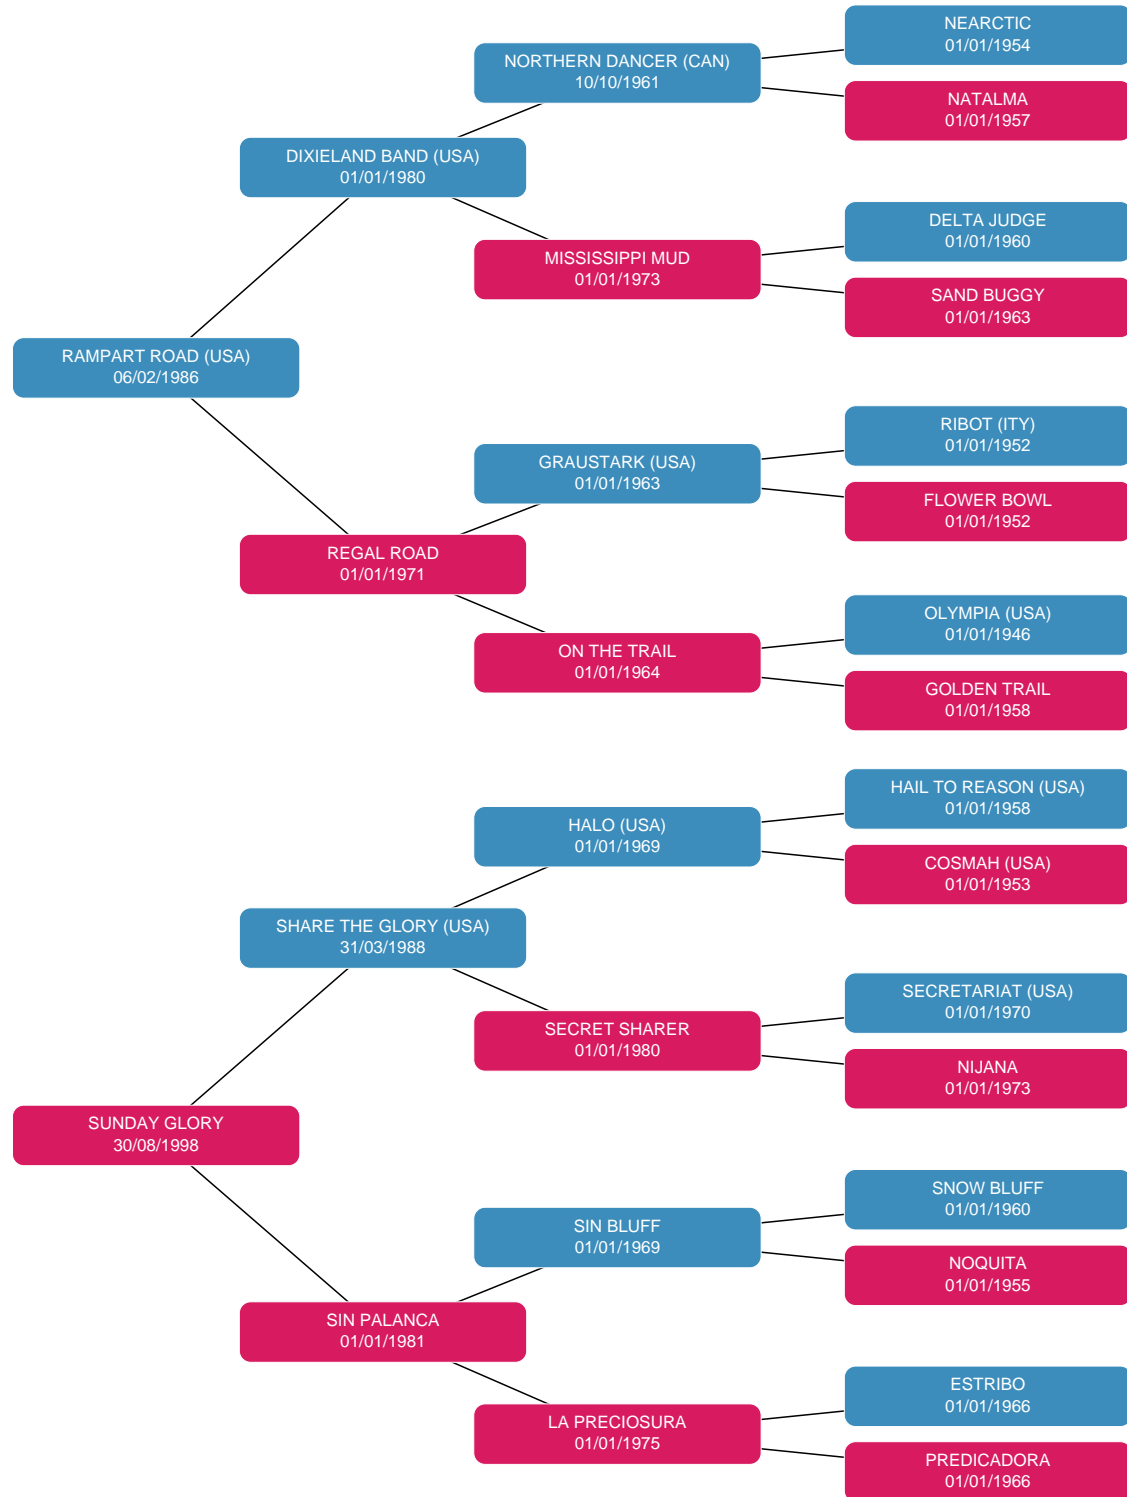 NEARCTIC
01/01/1954
NORTHERN DANCER (CAN)
10/10/1961
NATALMA
01/01/1957
DIXIELAND BAND (USA)
01/01/1980
DELTA JUDGE
01/01/1960
MISSISSIPPI MUD
01/01/1973
SAND BUGGY
01/01/1963
RAMPART ROAD (USA)
06/02/1986
RIBOT (ITY)
01/01/1952
GRAUSTARK (USA)
01/01/1963
FLOWER BOWL
01/01/1952
REGAL ROAD
01/01/1971
OLYMPIA (USA)
01/01/1946
ON THE TRAIL
01/01/1964
GOLDEN TRAIL
01/01/1958
HAIL TO REASON (USA)
01/01/1958
HALO (USA)
01/01/1969
COSMAH (USA)
01/01/1953
SHARE THE GLORY (USA)
31/03/1988
SECRETARIAT (USA)
01/01/1970
SECRET SHARER
01/01/1980
NIJANA
01/01/1973
SUNDAY GLORY
30/08/1998
SNOW BLUFF
01/01/1960
SIN BLUFF
01/01/1969
NOQUITA
01/01/1955
SIN PALANCA
01/01/1981
ESTRIBO
01/01/1966
LA PRECIOSURA
01/01/1975
PREDICADORA
01/01/1966